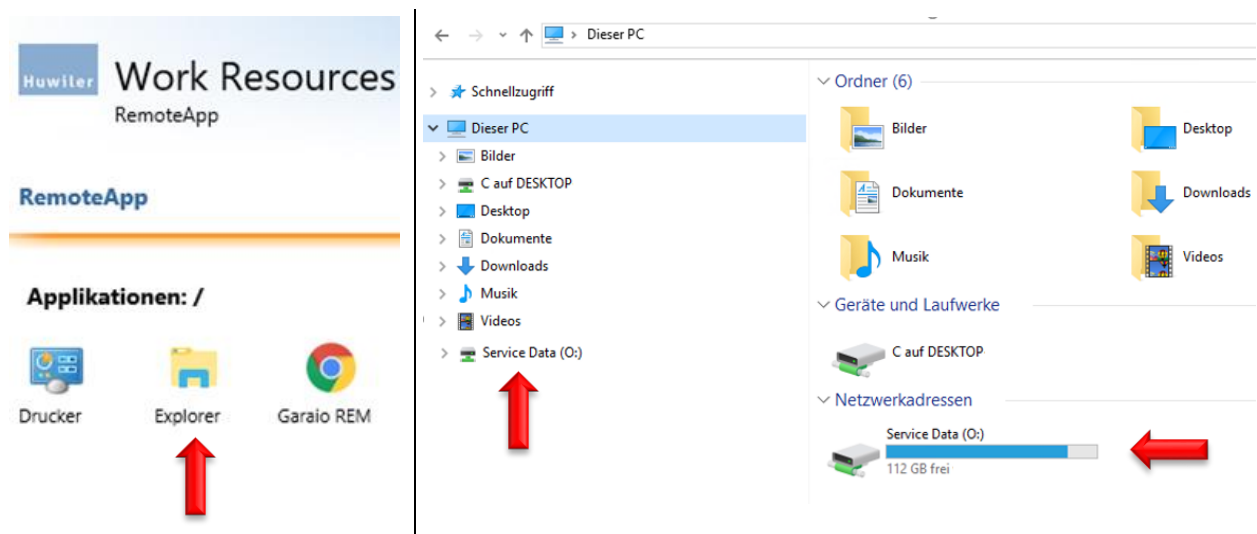 Huwiler
Work Resources
RemoteApp
RemoteApp
Applikationen: /
Drucker
Explorer
Garaio REM
Dieser PC
Schnellzugriff
Dieser PC
Bilder
C auf DESKTOP
Desktop
Dokumente
Downloads
Musik
Videos
Service Data (O:)
Ordner (6)
Bilder
Desktop
Dokumente
Downloads
Musik
Videos
Geräte und Laufwerke
C auf DESKTOP
Netzwerkadressen
Service Data (O:)
112 GB frei